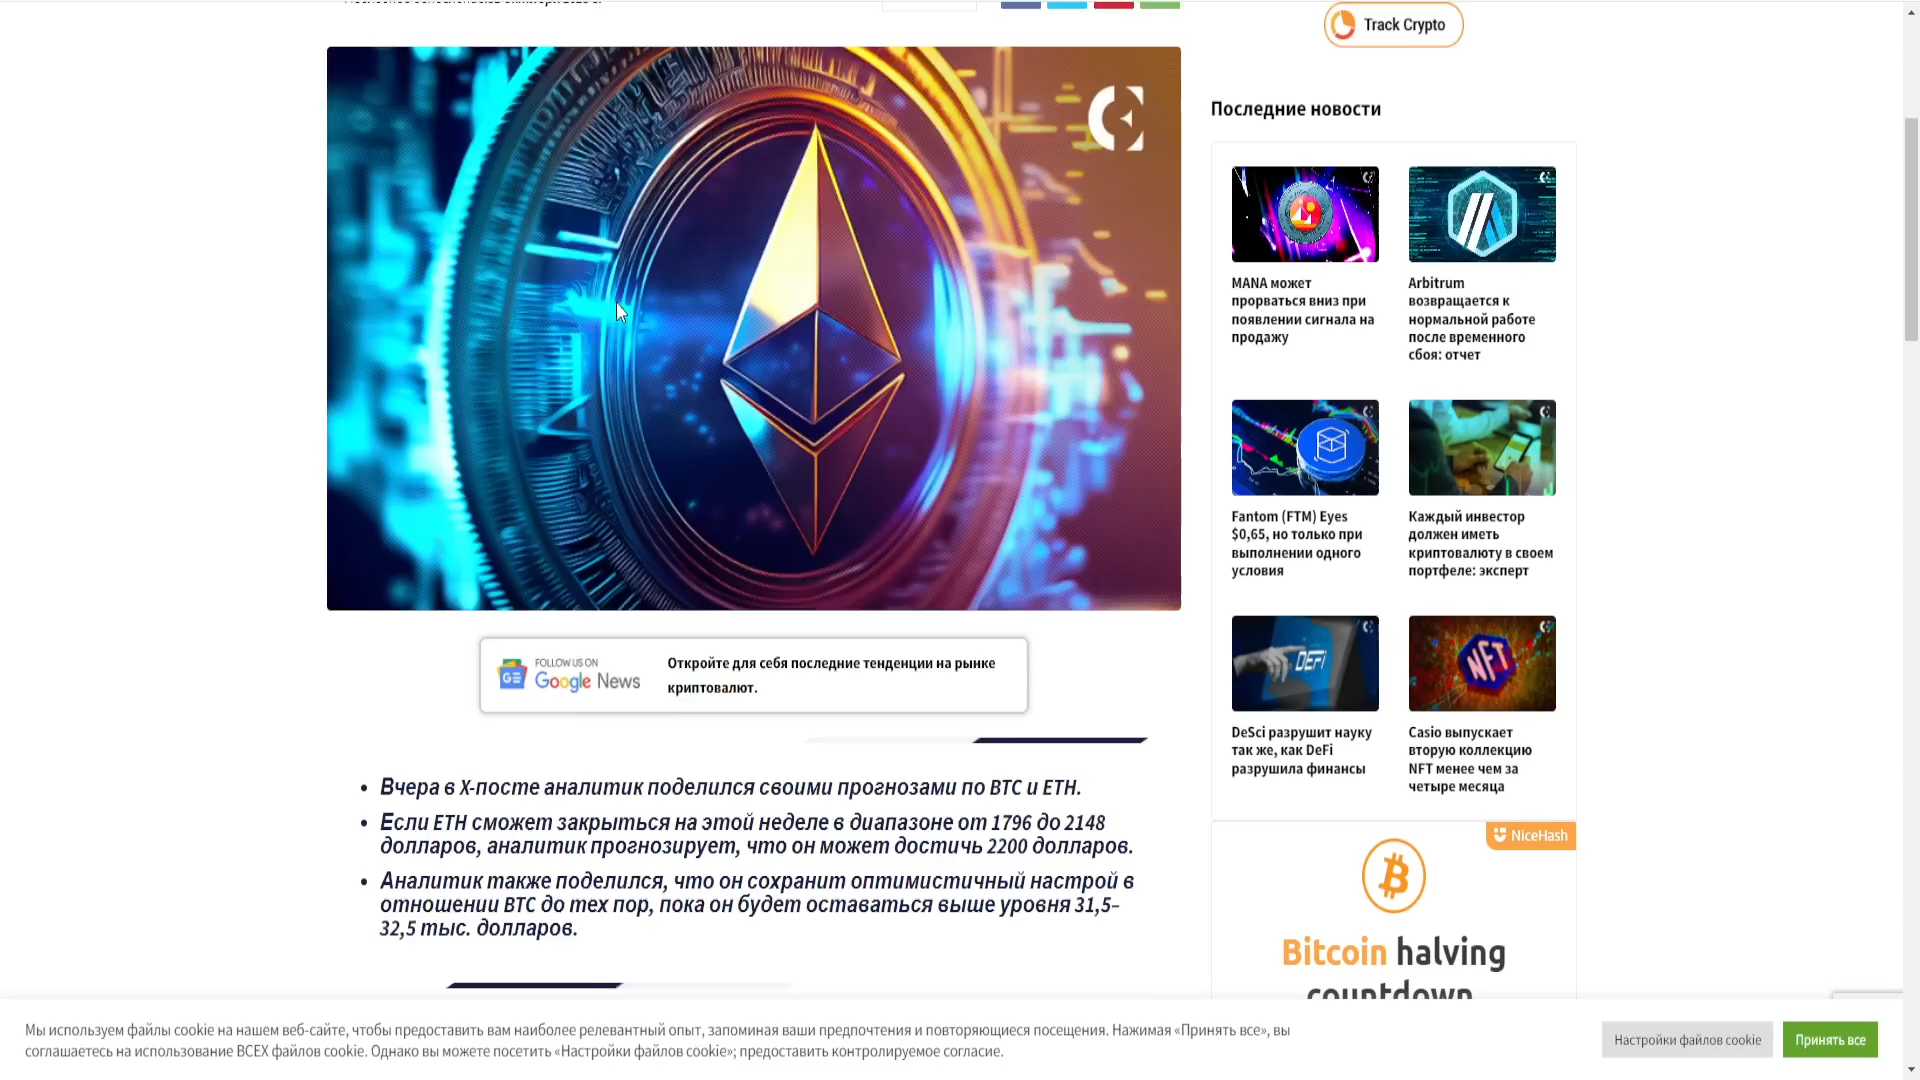 Track Crypto
Последние новости
MANA может
прорваться вниз при
появлении сигнала на
продажу
Arbitrum
возвращается к
нормальной работе
после временного
сбоя: отчет
Fantom (FTM) Eyes
$0,65, но только при
выполнении одного
условия
Каждый инвестор
должен иметь
криптовалюту в своем
портфеле: эксперт
DEFi
NFT
DeSci разрушит науку
так же, как DeFi
разрушила финансы
Casio выпускает
вторую коллекцию
NFT менее чем за
четыре месяца
FOLLOW US ON
GE Google News
Откройте для себя последние тенденции на рынке
криптовалют.
• Вчера в X-посте аналитик поделился своими прогнозами по BTC и ETH.
• Если ETH сможет закрыться на этой неделе в диапазоне от 1796 до 2148
долларов, аналитик прогнозирует, что он может достичь 2200 долларов.
• Аналитик также поделился, что он сохранит оптимистичный настрой в
отношении BTC до тех пор, пока он будет оставаться выше уровня 31,5–
32,5 тыс. долларов.
NiceHash
Bitcoin halving
countdown
Мы используем файлы cookie на нашем веб-сайте, чтобы предоставить вам наиболее релевантный опыт, запоминая ваши предпочтения и повторяющиеся посещения. Нажимая «Принять все», вы
соглашаетесь на использование ВСЕХ файлов cookie. Однако вы можете посетить «Настройки файлов cookie»; предоставить контролируемое согласие.
Настройки файлов cookie
Принять все